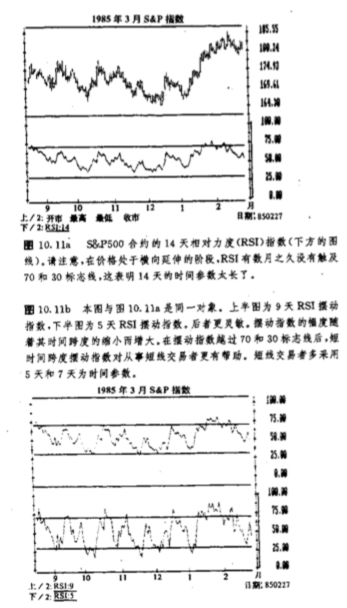 1985 年 3 月 S&P 指数
185.55
180.24
174.92
169.61
164.30
100.00
75.00
50.00
25.00
0.00
9 10 11 12 1 2 月
上/2: 开市 最高 最低 收市 日期: 850227
下/2: RSI:14
图 10.11a S&P500 合约的 14 天相对力度(RSI)指数(下方的图
线)。请注意,在价格处于横向延伸的阶段,RSI 有数月之久没有触及
70 和 30 标志线,这表明 14 天的时间参数太长了。
图 10.11b 本图与图 10.11a 是同一对象。上半图为 9 天 RSI 摆动
指数,下半图为 5 天 RSI 摆动指数。后者更灵敏。摆动指数的幅度随
着其时间跨度的缩小而增大。在摆动指数越过 70 和 30 标志线后,短
时间跨度摆动指数对从事短线交易者更有帮助。短线交易者多采用
5 天和 7 天为时间参数。
100.00
75.00
50.00
25.00
0.00
100.00
75.00
50.00
25.00
0.00
9 10 11 12 1 2 月
上/2: RSI:9 日期: 850227
下/2: RSI:5